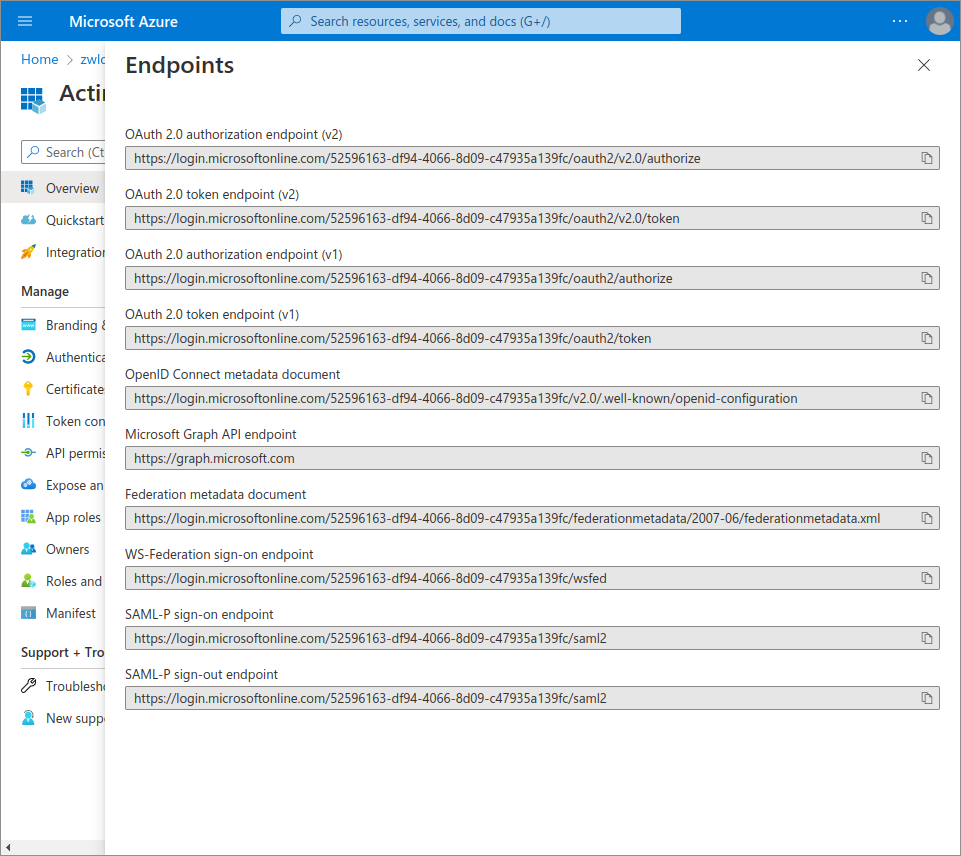 Microsoft Azure
Search resources, services, and docs (G+/)
Home
Endpoints
OAuth 2.0 authorization endpoint (v2)
https://login.microsoftonline.com/52596163-df94-4066-8d09-c47935a139fc/oauth2/v2.0/authorize
OAuth 2.0 token endpoint (v2)
https://login.microsoftonline.com/52596163-df94-4066-8d09-c47935a139fc/oauth2/v2.0/token
OAuth 2.0 authorization endpoint (v1)
https://login.microsoftonline.com/52596163-df94-4066-8d09-c47935a139fc/oauth2/authorize
OAuth 2.0 token endpoint (v1)
https://login.microsoftonline.com/52596163-df94-4066-8d09-c47935a139fc/oauth2/token
OpenID Connect metadata document
https://login.microsoftonline.com/52596163-df94-4066-8d09-c47935a139fc/v2.0/.well-known/openid-configuration
Microsoft Graph API endpoint
https://graph.microsoft.com
Federation metadata document
https://login.microsoftonline.com/52596163-df94-4066-8d09-c47935a139fc/federationmetadata/2007-06/federationmetadata.xml
WS-Federation sign-on endpoint
https://login.microsoftonline.com/52596163-df94-4066-8d09-c47935a139fc/wsfed
SAML-P sign-on endpoint
https://login.microsoftonline.com/52596163-df94-4066-8d09-c47935a139fc/saml2
SAML-P sign-out endpoint
https://login.microsoftonline.com/52596163-df94-4066-8d09-c47935a139fc/saml2
Search (Ct
Overview
Quickstart
Integration
Manage
Branding &
Authentica
Certificate
Token con
API permis
Expose an
App roles
Owners
Roles and
Manifest
Support + Tro
Troublesho
New suppo